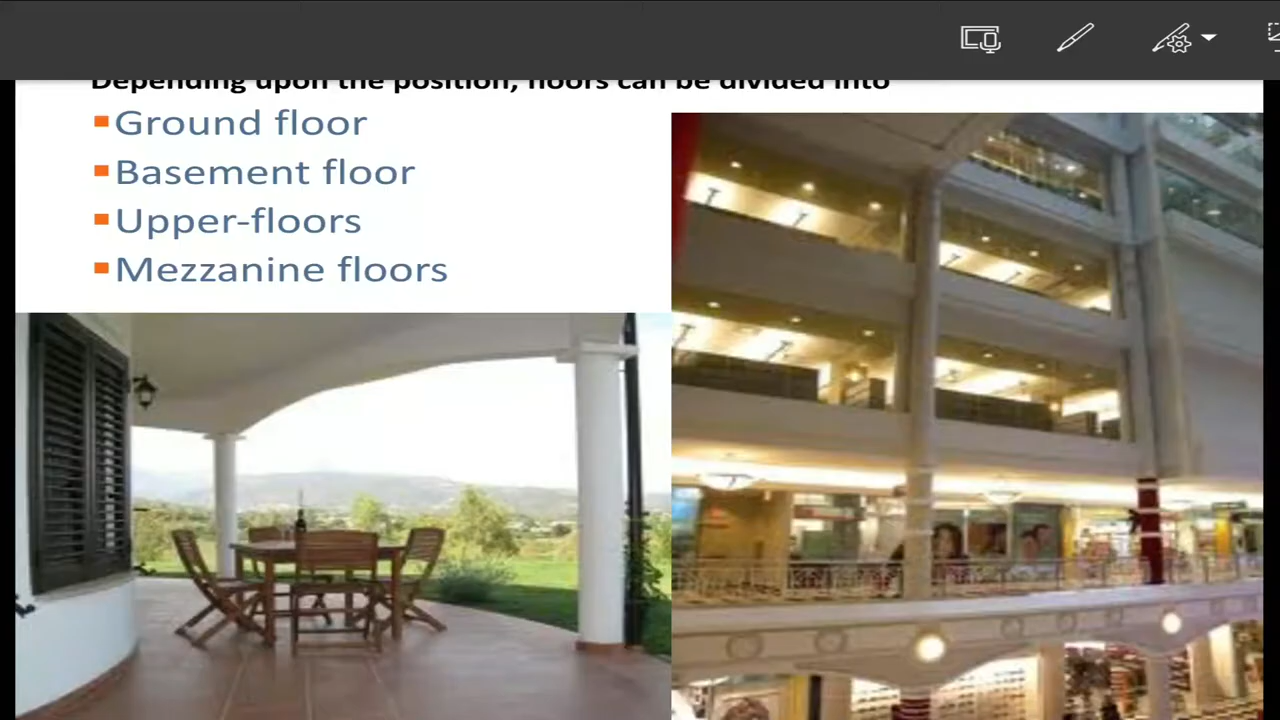 Depending upon the position, floors can be divided into
Ground floor
Basement floor
Upper-floors
Mezzanine floors